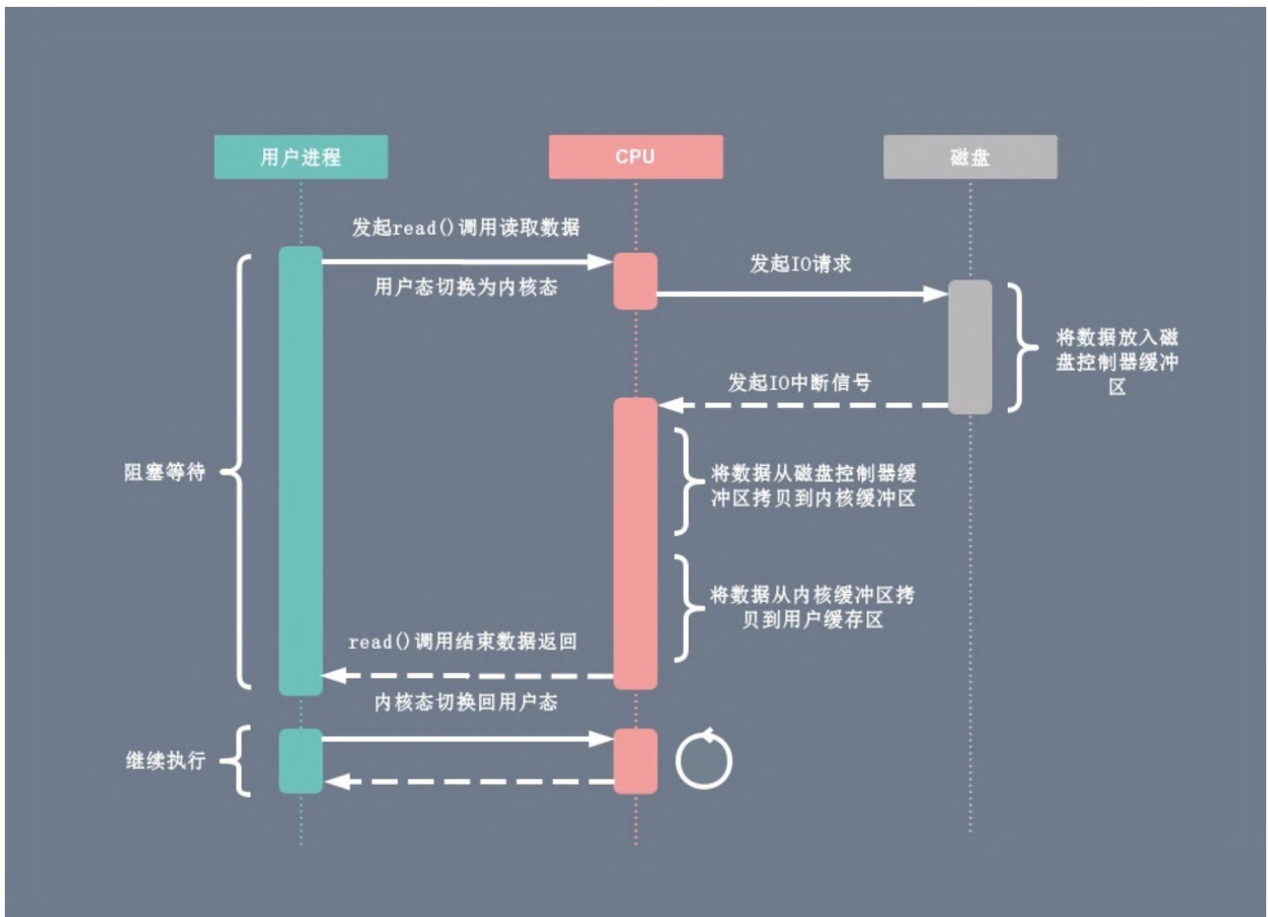 用户进程
CPU
磁盘
发起read()调用读取数据
用户态切换为内核态
发起IO请求
将数据放入磁
盘控制器缓冲
区
发起IO中断信号
阻塞等待
将数据从磁盘控制器缓
冲区拷贝到内核缓冲区
将数据从内核缓冲区拷
贝到用户缓存区
read()调用结束数据返回
内核态切换回用户态
继续执行